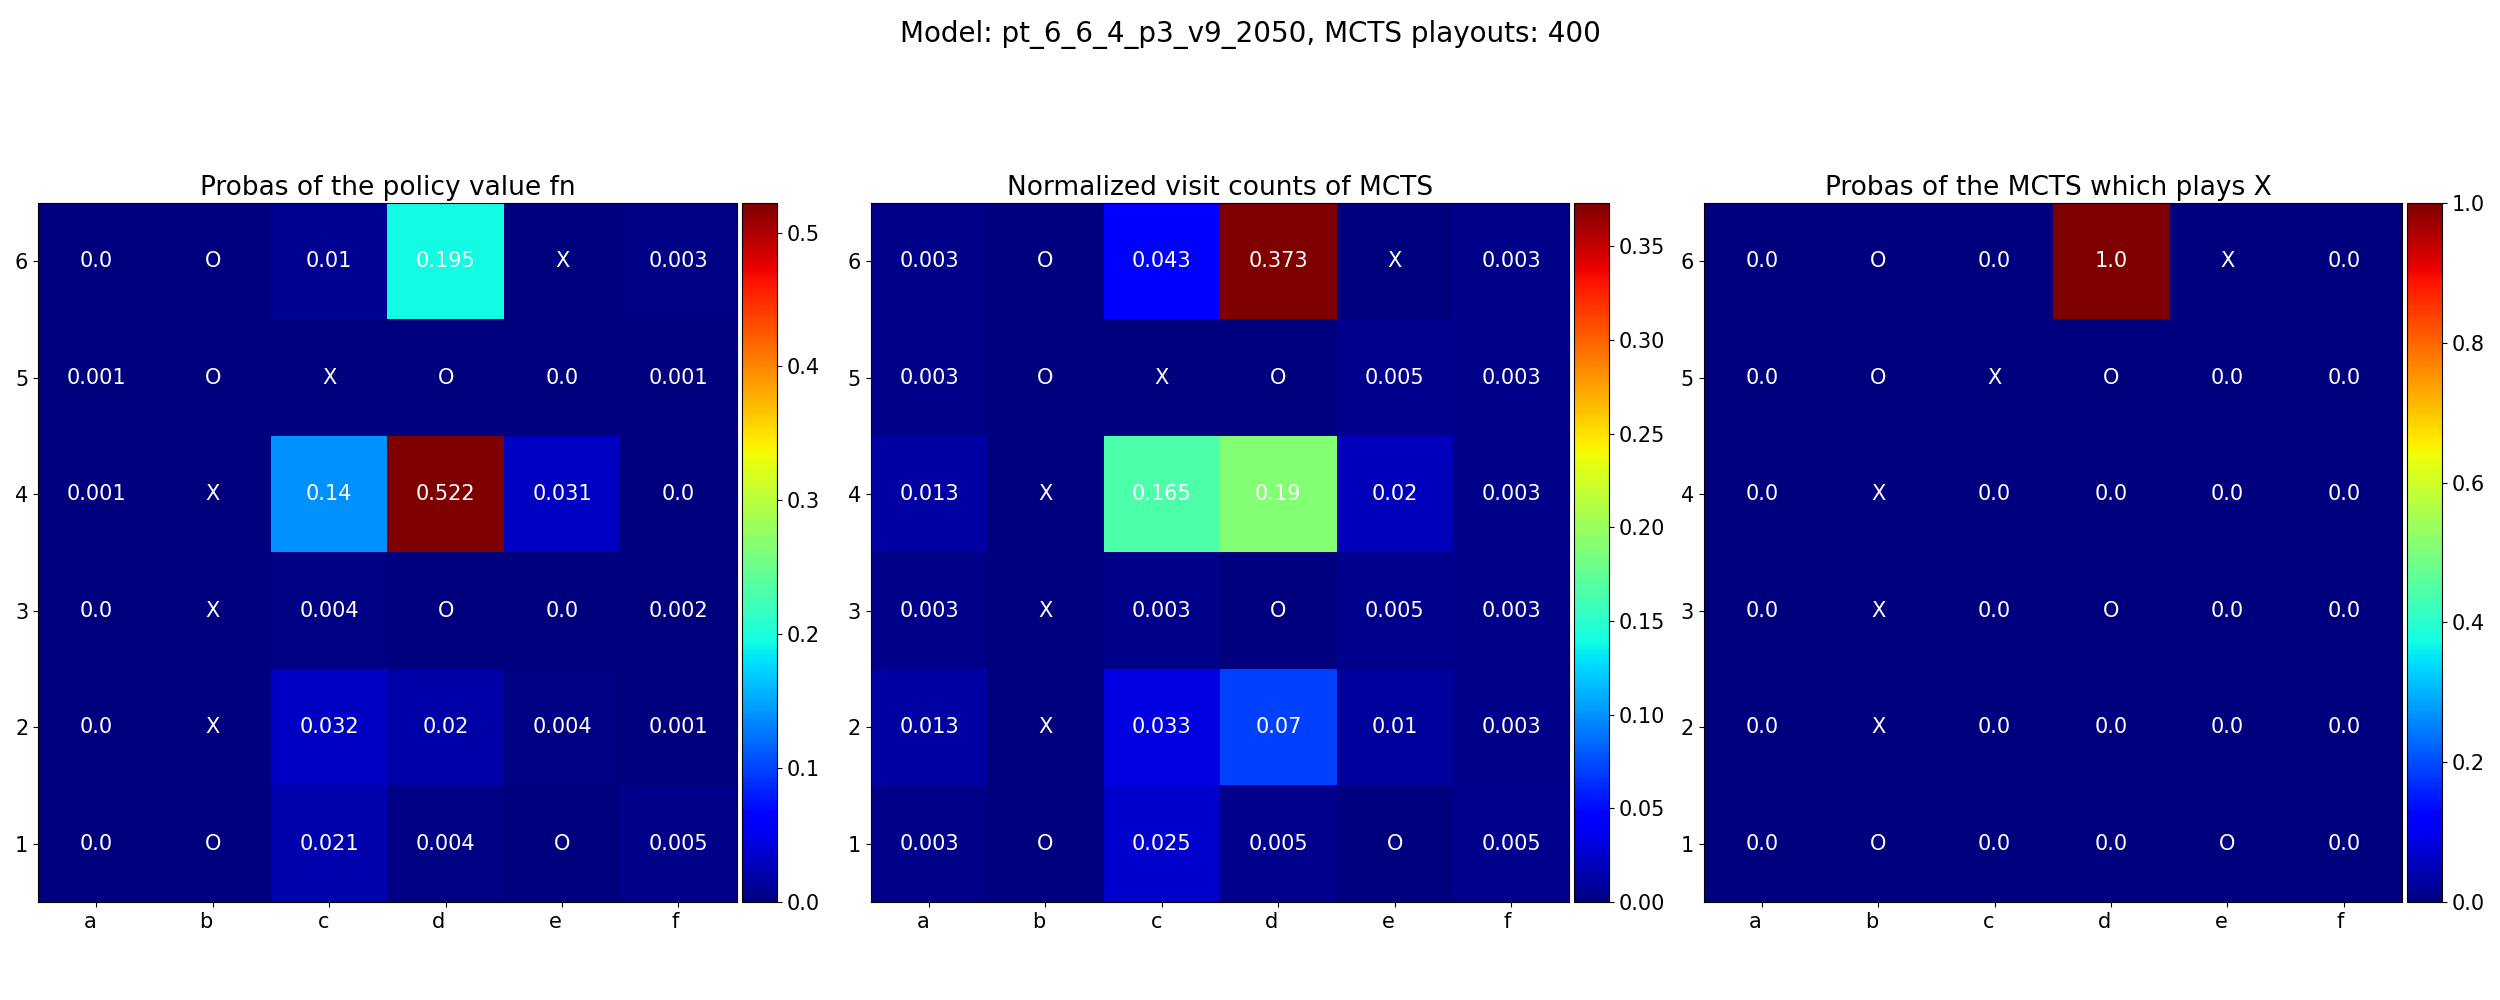 Model: pt_6_6_4_p3_v9_2050, MCTS playouts: 400
Probas of the policy value fn
6 0.0 O 0.01 0.195 X 0.003
5 0.001 O X O 0.0 0.001
4 0.001 X 0.14 0.522 0.031 0.0
3 0.0 X 0.004 O 0.0 0.002
2 0.0 X 0.032 0.02 0.004 0.001
1 0.0 O 0.021 0.004 O 0.005
a b c d e f
0.5
0.4
0.3
0.2
0.1
0.0
Normalized visit counts of MCTS
6 0.003 O 0.043 0.373 X 0.003
5 0.003 O X O 0.005 0.003
4 0.013 X 0.165 0.19 0.02 0.003
3 0.003 X 0.003 O 0.005 0.003
2 0.013 X 0.033 0.07 0.01 0.003
1 0.003 O 0.025 0.005 O 0.005
a b c d e f
0.35
0.30
0.25
0.20
0.15
0.10
0.05
0.00
Probas of the MCTS which plays X
6 0.0 O 0.0 1.0 X 0.0
5 0.0 O X O 0.0 0.0
4 0.0 X 0.0 0.0 0.0 0.0
3 0.0 X 0.0 O 0.0 0.0
2 0.0 X 0.0 0.0 0.0 0.0
1 0.0 O 0.0 0.0 O 0.0
a b c d e f
1.0
0.8
0.6
0.4
0.2
0.0